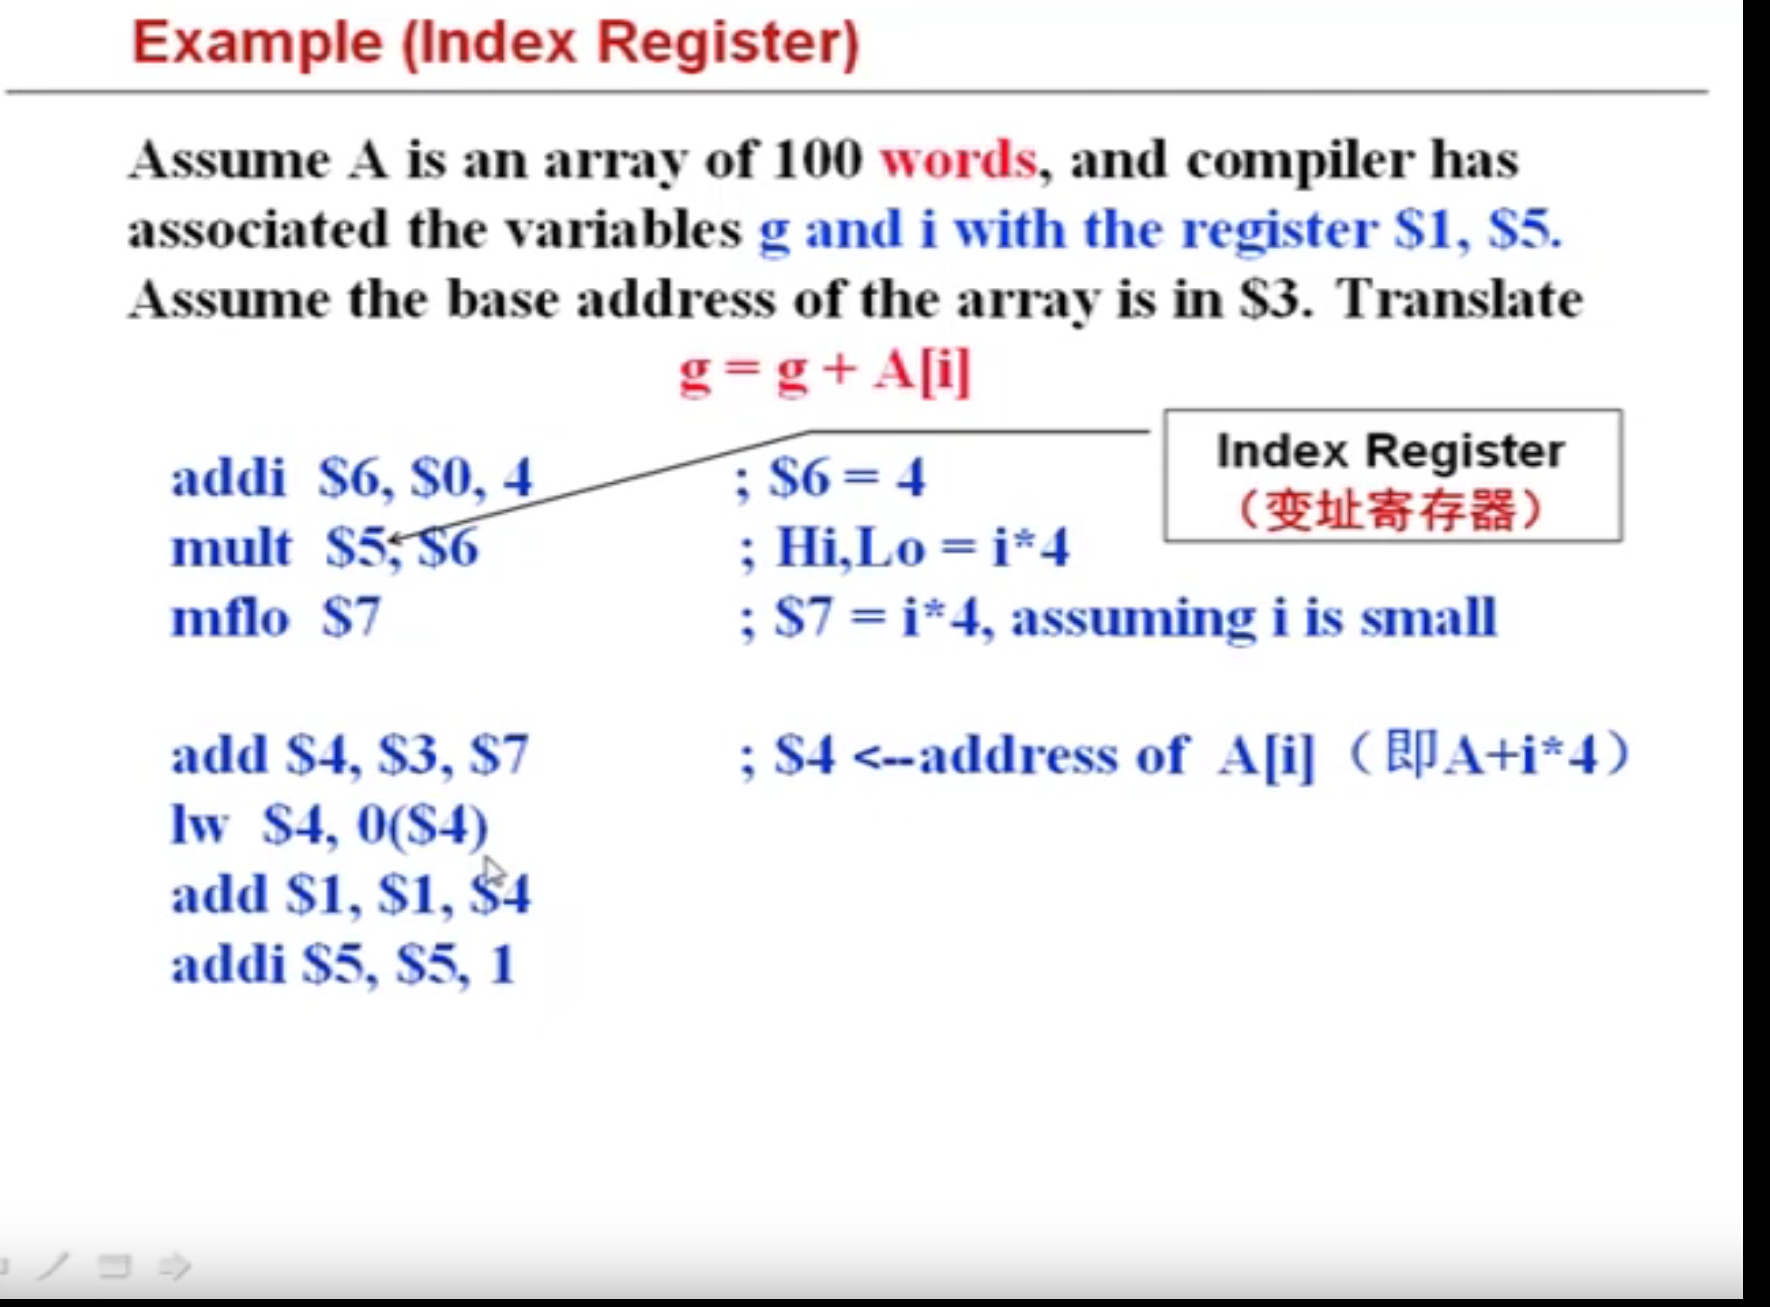 Example (Index Register)
Assume A is an array of 100 words, and compiler has
associated the variables g and i with the register $1, $5.
Assume the base address of the array is in $3. Translate
g = g + A[i]
Index Register
（变址寄存器）
addi $6, $0, 4 ; $6 = 4
mult $5, $6 ; Hi,Lo = i*4
mflo $7 ; $7 = i*4, assuming i is small
add $4, $3, $7 ; $4 <--address of A[i]（即A+i*4）
lw $4, 0($4)
add $1, $1, $4
addi $5, $5, 1